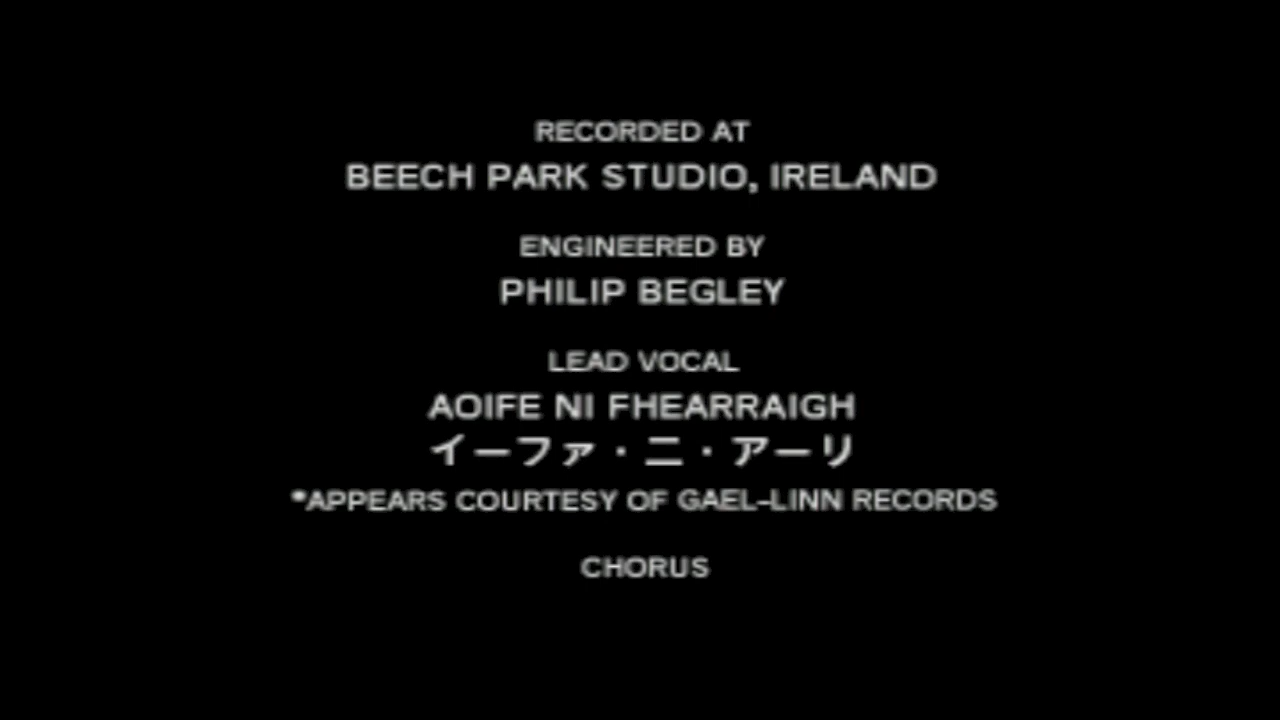 RECORDED AT
BEECH PARK STUDIO, IRELAND
ENGINEERED BY
PHILIP BEGLEY
LEAD VOCAL
AOIFE NI FHEARRAIGH
イーファ・ニ・アーリ
*APPEARS COURTESY OF GAEL-LINN RECORDS
CHORUS